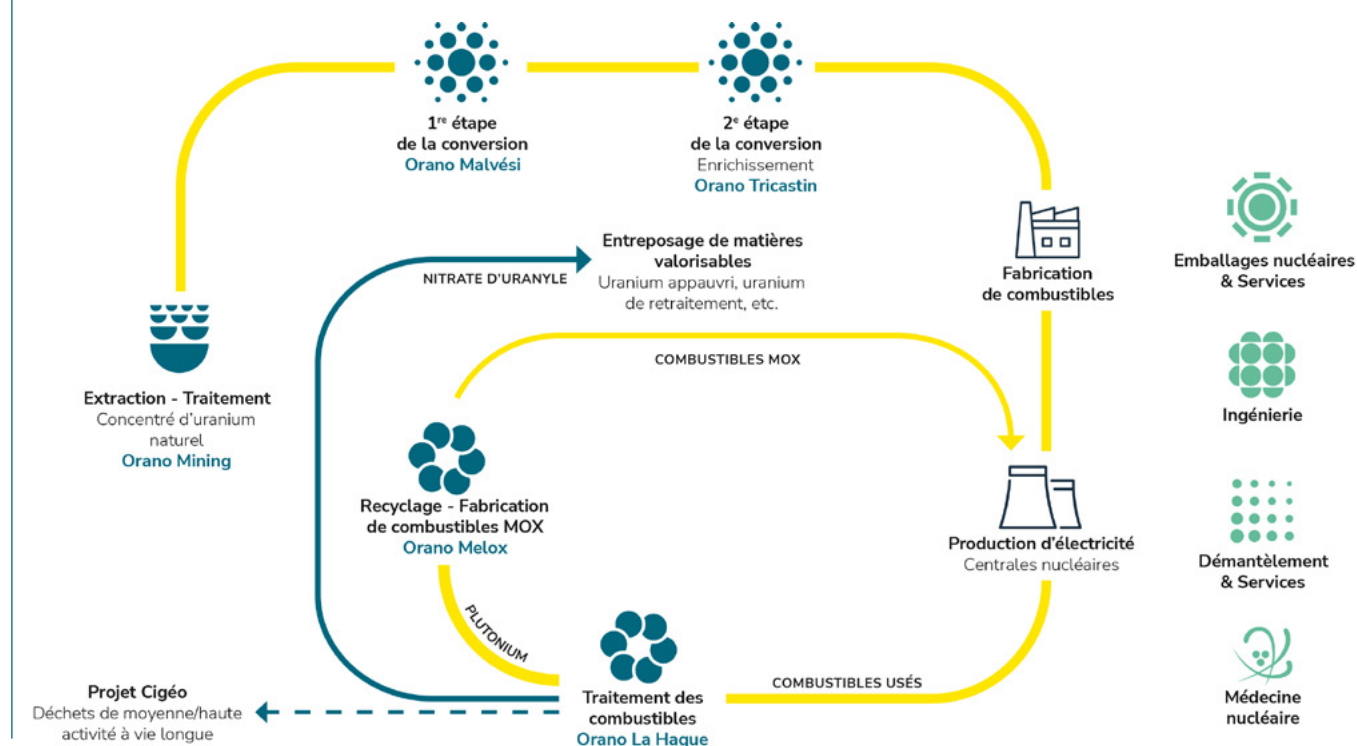 1re étape
de la conversion
Orano Malvési
2e étape
de la conversion
Enrichissement
Orano Tricastin
Entreposage de matières
valorisables
Uranium appauvri, uranium
de retraitement, etc.
NITRATE D'URANYLE
Fabrication
de combustibles
Emballages nucléaires
& Services
COMBUSTIBLES MOX
Extraction - Traitement
Concentré d'uranium
naturel
Orano Mining
Ingénierie
Recyclage - Fabrication
de combustibles MOX
Orano Melox
Production d'électricité
Centrales nucléaires
Démantèlement
& Services
PLUTONIUM
COMBUSTIBLES USÉS
Traitement des
combustibles
Orano La Hague
Projet Cigéo
Déchets de moyenne/haute
activité à vie longue
Médecine
nucléaire